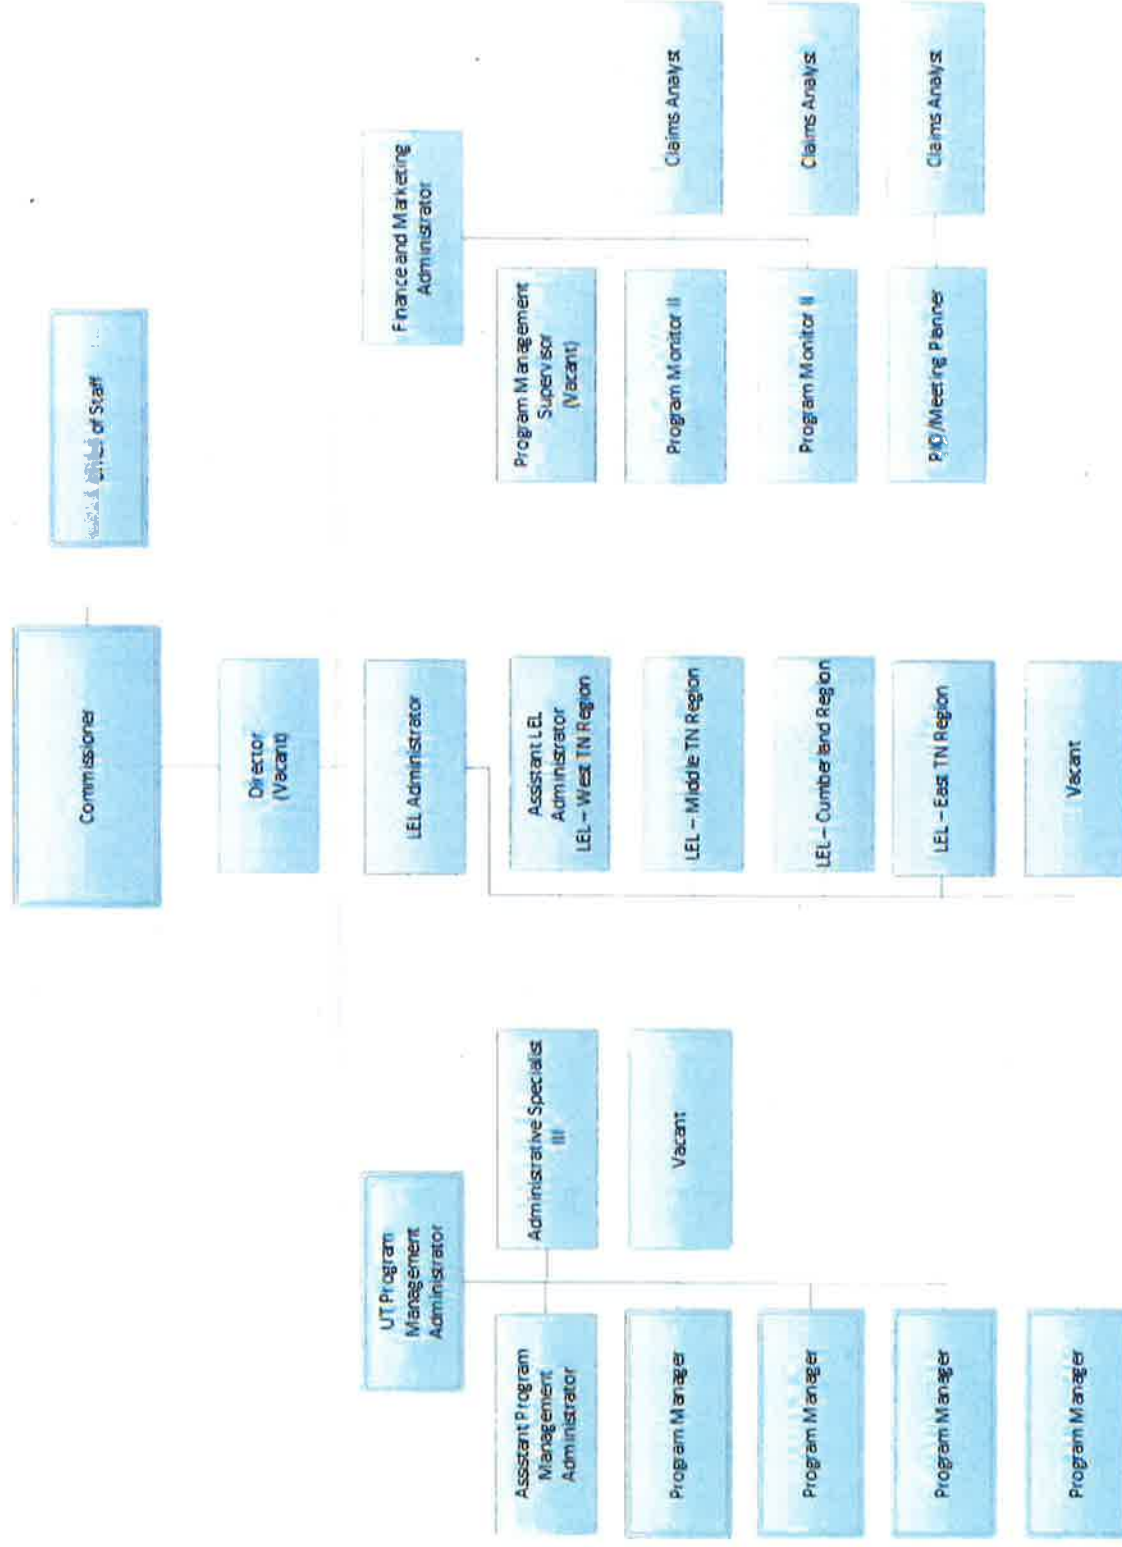 Commissioner
of Staff
Director
(Vacant)
UT Program
Management
Administrator
LEL Administrator
Finance and Marketing
Administrator
Assistant Program
Management
Administrator
Administrative Specialist
III
Assistant LEL
Administrator
LEL – West TN Region
Program Management
Supervisor
(Vacant)
Program Manager
Vacant
LEL – Middle TN Region
Program Monitor II
Claims Analyst
Program Manager
LEL – Cumberland Region
Program Monitor II
Claims Analyst
Program Manager
LEL – East TN Region
PIO/Meeting Planner
Claims Analyst
Program Manager
Vacant